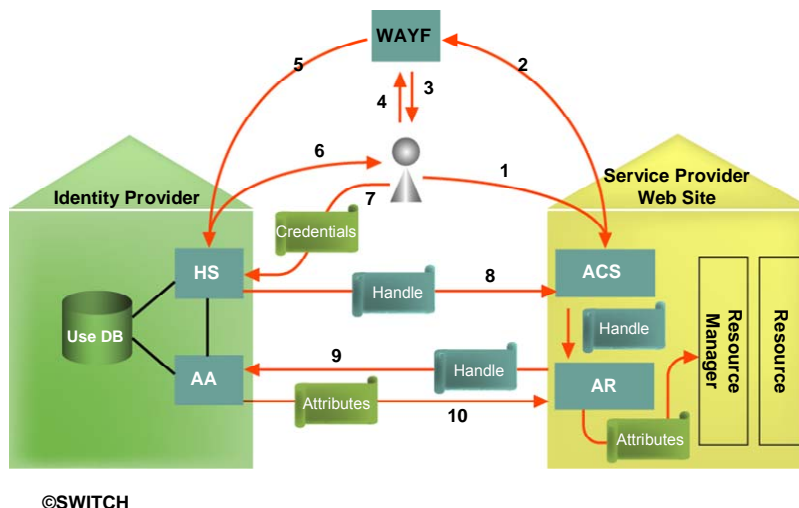 WAYF
5
2
4
3
6
1
Identity Provider
Service Provider
Web Site
7
Credentials
HS
ACS
8
Handle
Handle
Use DB
Resource
Manager
Resource
9
AA
Handle
AR
Attributes
10
Attributes
©SWITCH